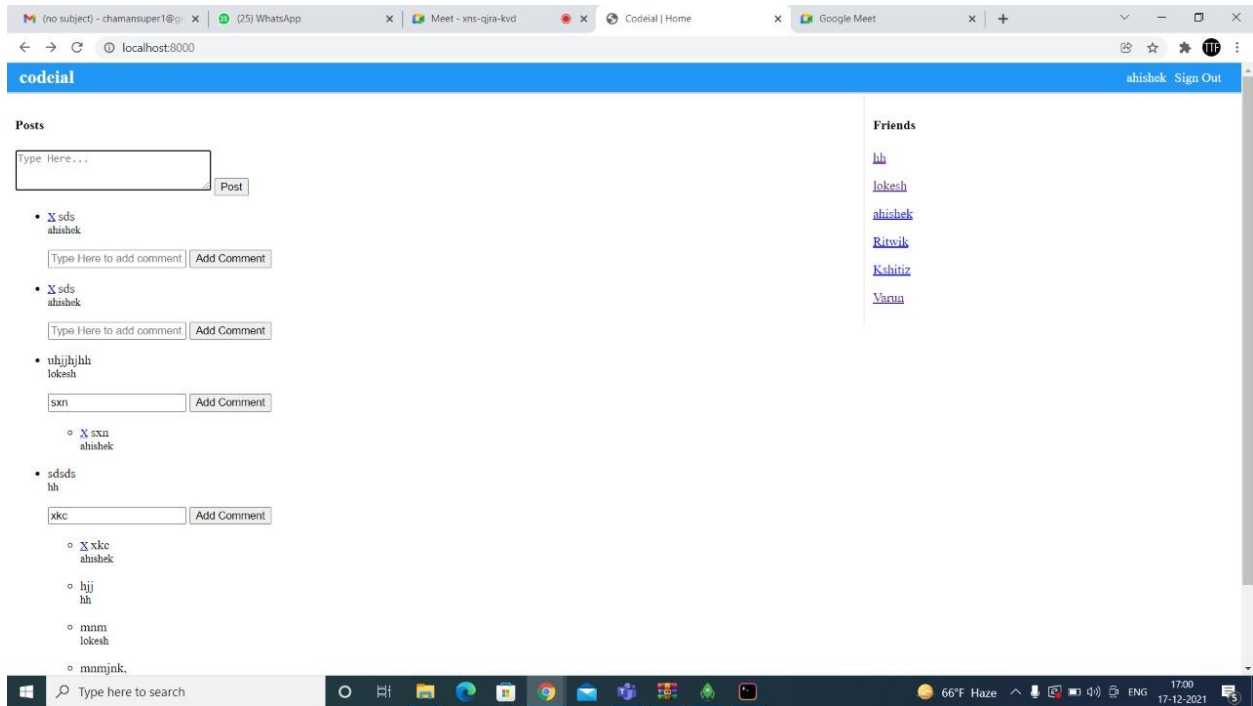 (no subject) - chamansuper1@g
(25) WhatsApp
Meet - xns-qjra-kvd
Codeial | Home
Google Meet
localhost:8000
TTF
codeial
ahishek Sign Out
Posts
Type Here...
Post
X sds
ahishek
Type Here to add comment
Add Comment
X sds
ahishek
Type Here to add comment
Add Comment
uhjjhjhh
lokesh
sxn
Add Comment
X sxn
ahishek
sdsds
hh
xkc
Add Comment
X xkc
ahishek
hjj
hh
mnm
lokesh
mnmjnk,
Friends
hh
lokesh
ahishek
Ritwik
Kshitiz
Varun
Type here to search
66°F Haze
ENG
17:00
17-12-2021
5